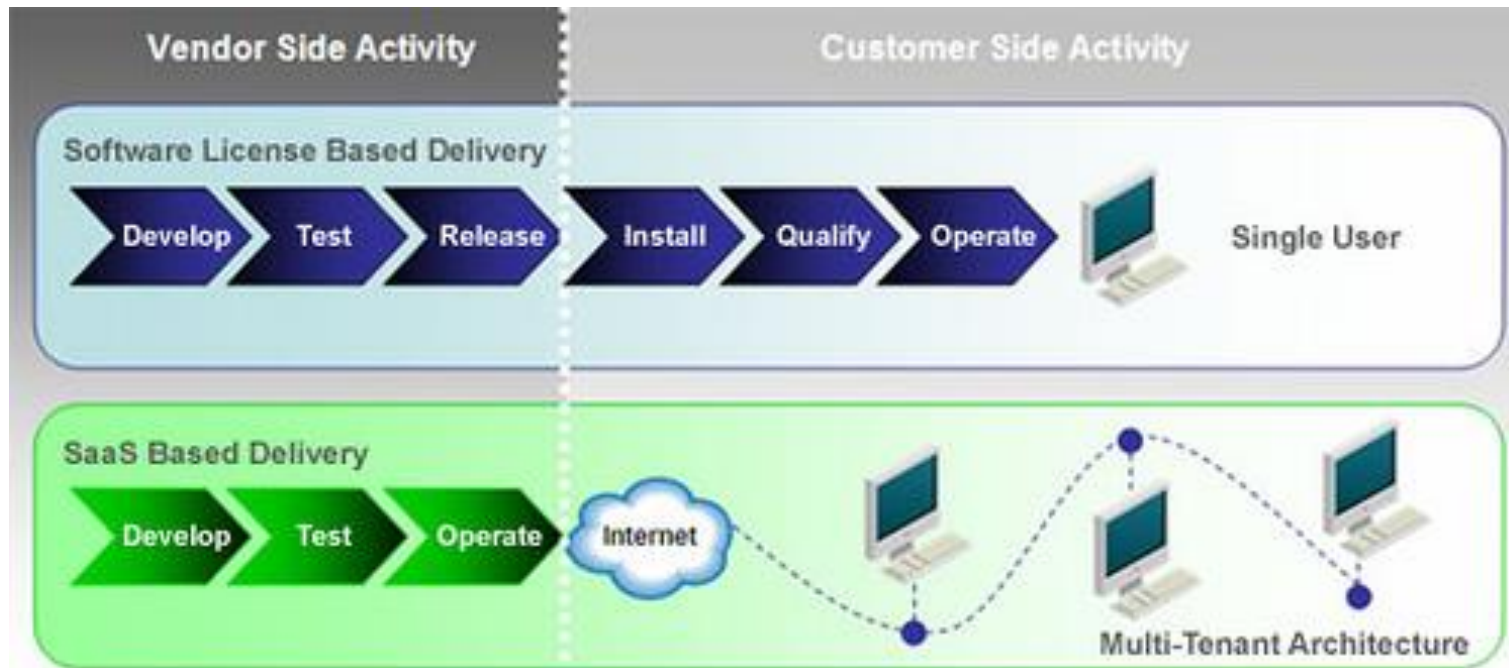 Vendor Side Activity
Customer Side Activity
Software License Based Delivery
Develop
Test
Release
Install
Qualify
Operate
Single User
SaaS Based Delivery
Develop
Test
Operate
Internet
Multi-Tenant Architecture